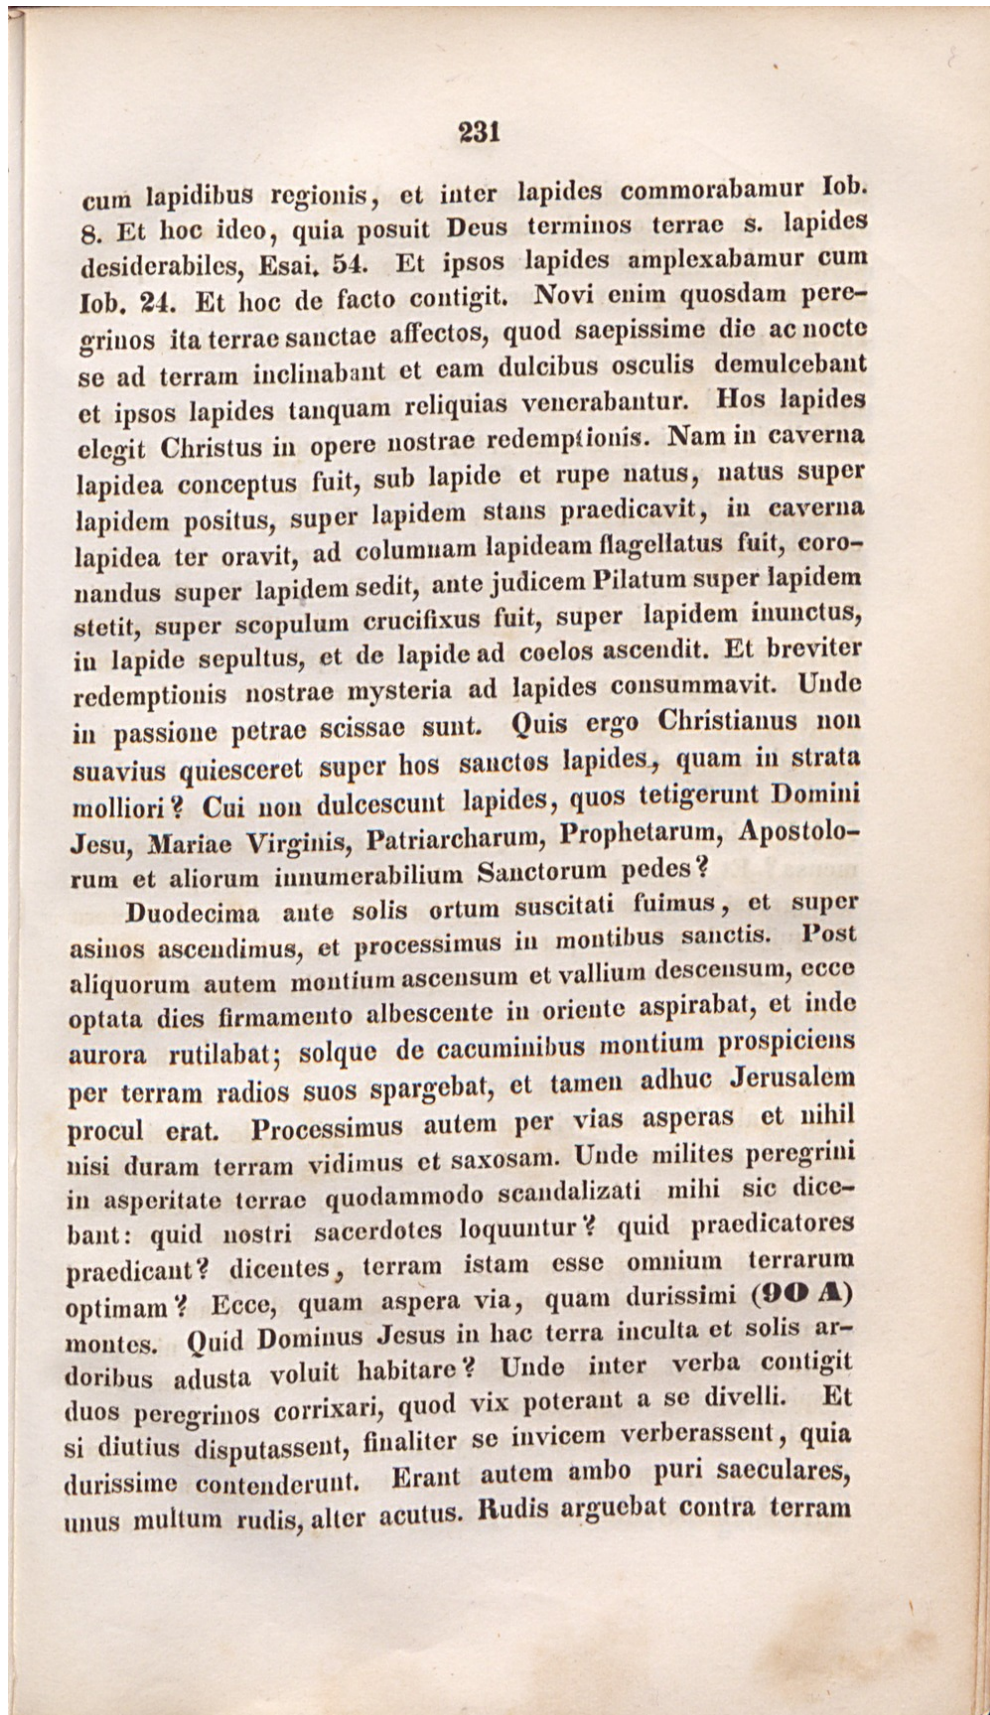 231
cum lapidibus regionis, et inter lapides commorabamur Iob.
8. Et hoc ideo, quia posuit Deus terminos terrae s. lapides
desiderabiles, Esai. 54. Et ipsos lapides amplexabamur cum
Iob. 24. Et hoc de facto contigit. Novi enim quosdam pere-
grinos ita terrae sanctae affectos, quod saepissime die ac nocte
se ad terram inclinabant et eam dulcibus osculis demulcebant
et ipsos lapides tanquam reliquias venerabantur. Hos lapides
elegit Christus in opere nostrae redemptionis. Nam in caverna
lapidea conceptus fuit, sub lapide et rupe natus, natus super
lapidem positus, super lapidem stans praedicavit, in caverna
lapidea ter oravit, ad columnam lapideam flagellatus fuit, coro-
nandus super lapidem sedit, ante judicem Pilatum super lapidem
stetit, super scopulum crucifixus fuit, super lapidem inunctus,
in lapide sepultus, et de lapide ad coelos ascendit. Et breviter
redemptionis nostrae mysteria ad lapides consummavit. Unde
in passione petrae scissae sunt. Quis ergo Christianus non
suavius quiesceret super hos sanctos lapides, quam in strata
molliori? Cui non dulcescunt lapides, quos tetigerunt Domini
Jesu, Mariae Virginis, Patriarcharum, Prophetarum, Apostolo-
rum et aliorum innumerabilium Sanctorum pedes?
Duodecima ante solis ortum suscitati fuimus, et super
asinos ascendimus, et processimus in montibus sanctis. Post
aliquorum autem montium ascensum et vallium descensum, ecce
optata dies firmamento albescente in oriente aspirabat, et inde
aurora rutilabat; solque de cacuminibus montium prospiciens
per terram radios suos spargebat, et tamen adhuc Jerusalem
procul erat. Processimus autem per vias asperas et nihil
nisi duram terram vidimus et saxosam. Unde milites peregrini
in asperitate terrae quodammodo scandalizati mihi sic dice-
bant: quid nostri sacerdotes loquuntur? quid praedicatores
praedicant? dicentes, terram istam esse omnium terrarum
optimam? Ecce, quam aspera via, quam durissimi (90 A)
montes. Quid Dominus Jesus in hac terra inculta et solis ar-
doribus adusta voluit habitare? Unde inter verba contigit
duos peregrinos corrixari, quod vix poterant a se divelli. Et
si diutius disputassent, finaliter se invicem verberassent, quia
durissime contenderunt. Erant autem ambo puri saeculares,
unus multum rudis, alter acutus. Rudis arguebat contra terram